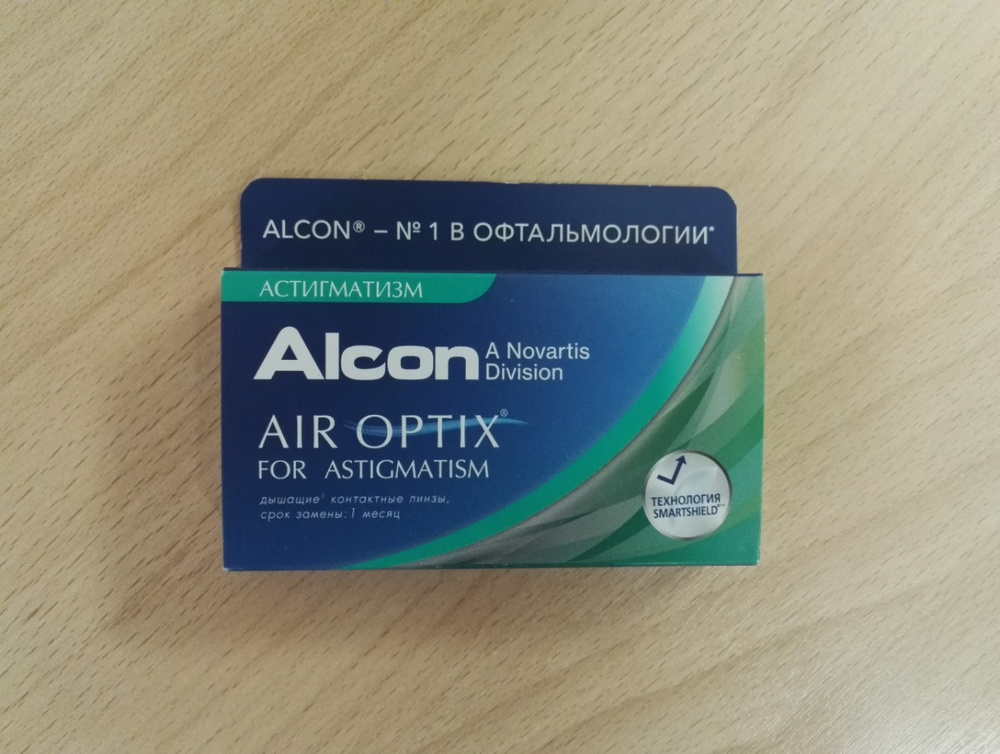 ALCON® – № 1 В ОФТАЛЬМОЛОГИИ*
АСТИГМАТИЗМ
Alcon A Novartis
Division
AIR OPTIX®
FOR ASTIGMATISM
дышащие¹ контактные линзы,
срок замены: 1 месяц
ТЕХНОЛОГИЯ
SMARTSHIELD